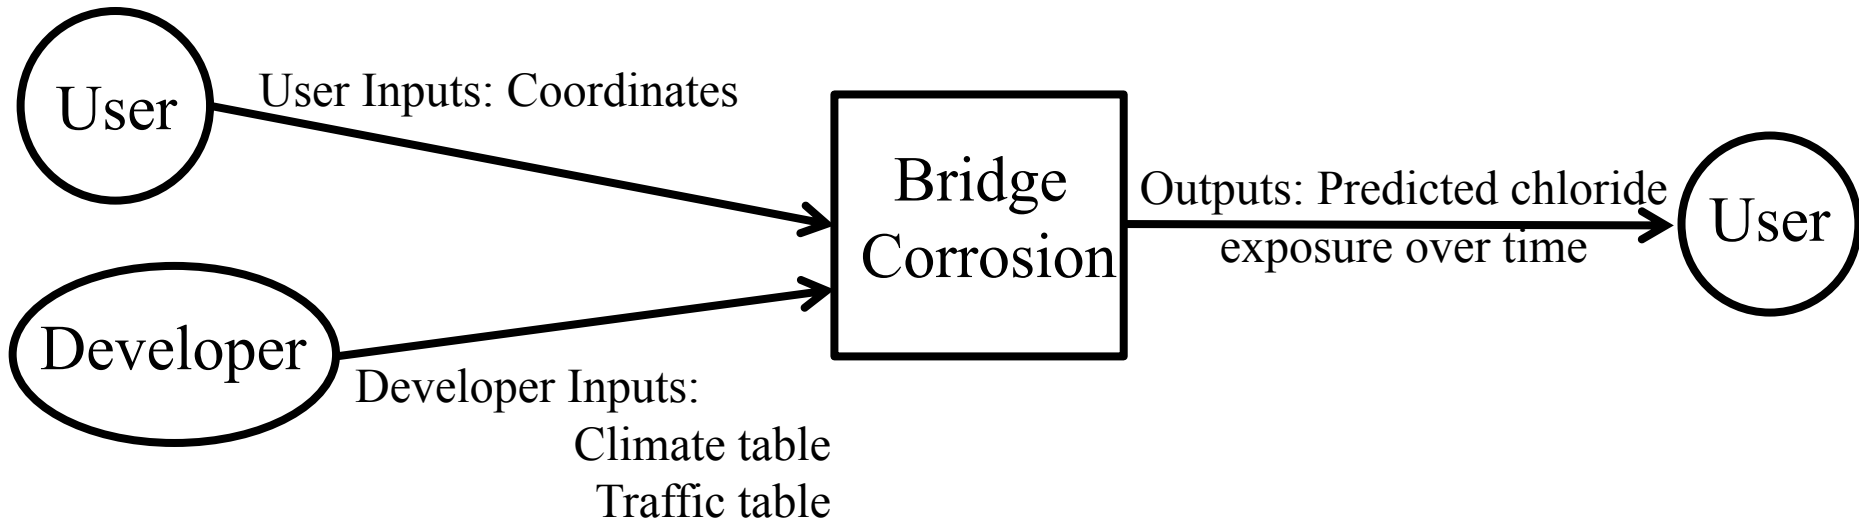 User
User Inputs: Coordinates
Bridge
Corrosion
Outputs: Predicted chloride
exposure over time
User
Developer
Developer Inputs:
Climate table
Traffic table